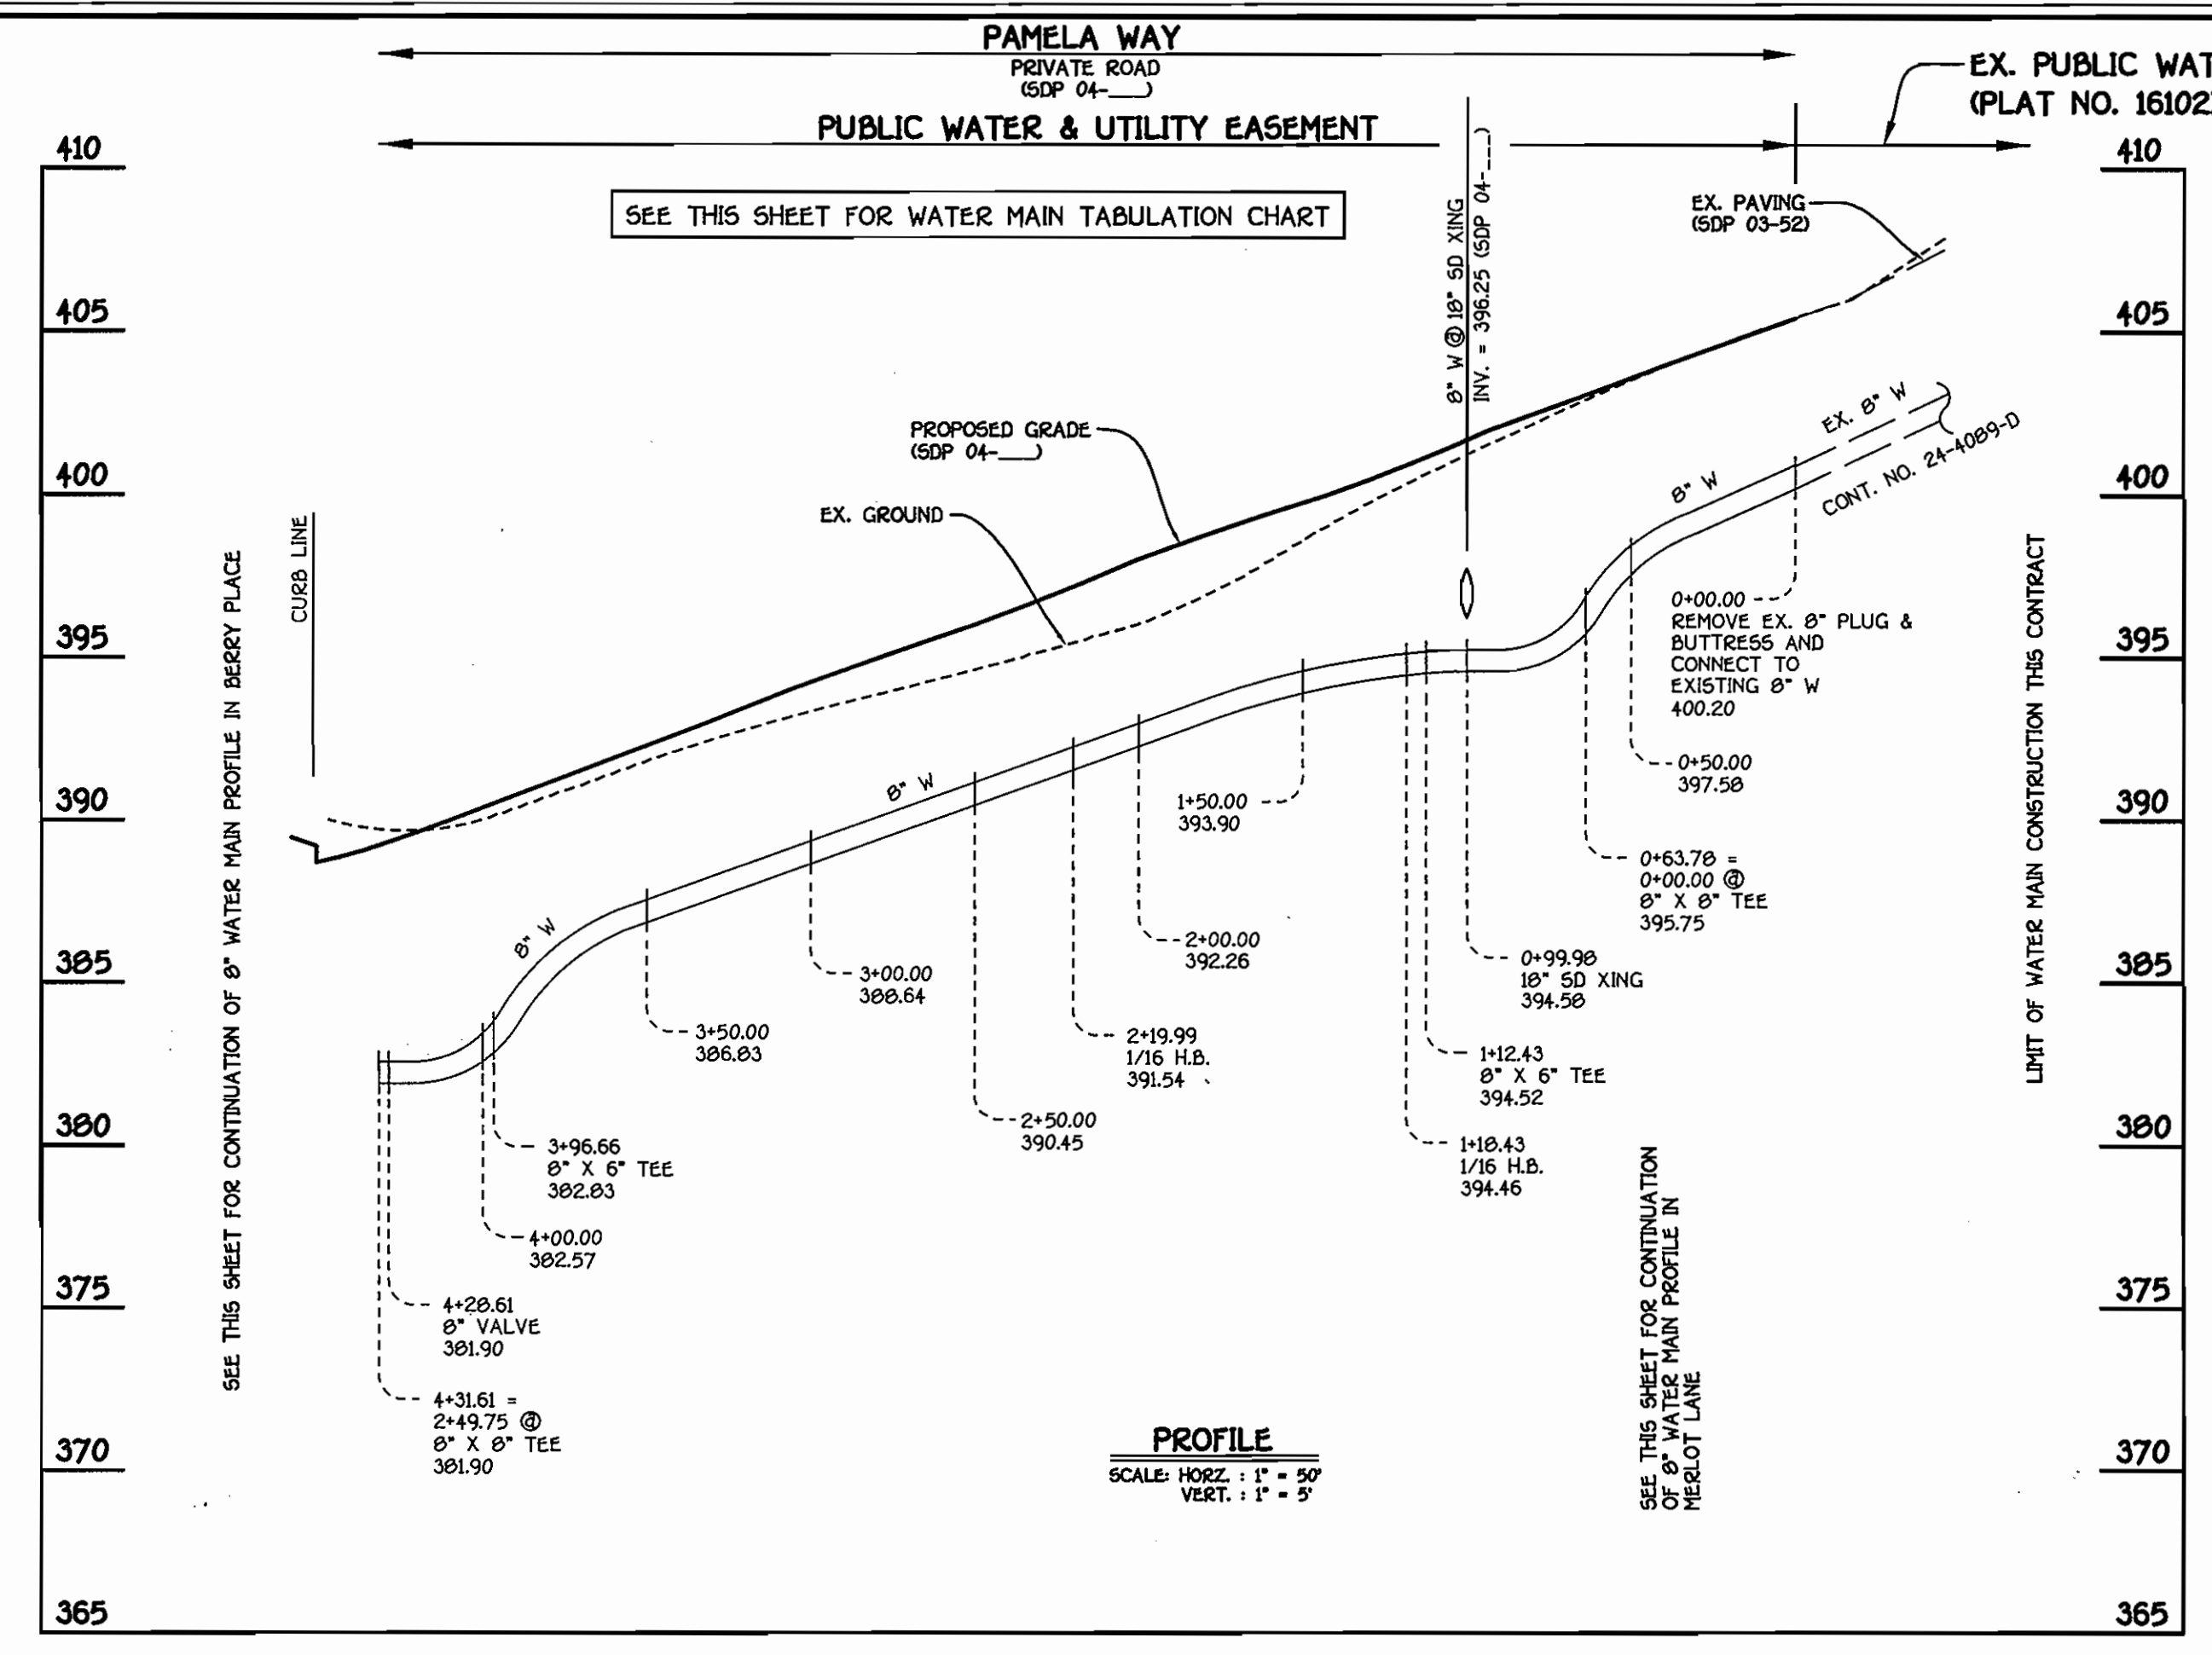 PAMELA WAY
PRIVATE ROAD
(SDP 04-___)
EX. PUBLIC WAT
(PLAT NO. 16102
PUBLIC WATER & UTILITY EASEMENT
SEE THIS SHEET FOR WATER MAIN TABULATION CHART
410
405
400
395
390
385
380
375
370
365
410
405
400
395
390
385
380
375
370
365
8" W @ 18" SD XING
INV. = 396.25 (SDP 04-___)
EX. PAVING
(SDP 03-52)
PROPOSED GRADE
(SDP 04-___)
EX. GROUND
CURB LINE
SEE THIS SHEET FOR CONTINUATION OF 8" WATER MAIN PROFILE IN BERRY PLACE
EX. 8" W
CONT. NO. 24-4089-D
8" W
8" W
8" W
LIMIT OF WATER MAIN CONSTRUCTION THIS CONTRACT
0+00.00
REMOVE EX. 8" PLUG &
BUTTRESS AND
CONNECT TO
EXISTING 8" W
400.20
0+50.00
397.58
0+63.78 =
0+00.00 @
8" X 8" TEE
395.75
0+99.98
18" SD XING
394.58
1+12.43
8" X 6" TEE
394.52
1+18.43
1/16 H.B.
394.46
1+50.00
393.90
2+00.00
392.26
2+19.99
1/16 H.B.
391.54
2+50.00
390.45
3+00.00
388.64
3+50.00
386.83
3+96.66
8" X 6" TEE
382.83
4+00.00
382.57
4+28.61
8" VALVE
381.90
4+31.61 =
2+49.75 @
8" X 8" TEE
381.90
SEE THIS SHEET FOR CONTINUATION
OF 8" WATER MAIN PROFILE IN
MERLOT LANE
PROFILE
SCALE: HORZ. : 1" = 50'
VERT. : 1" = 5'